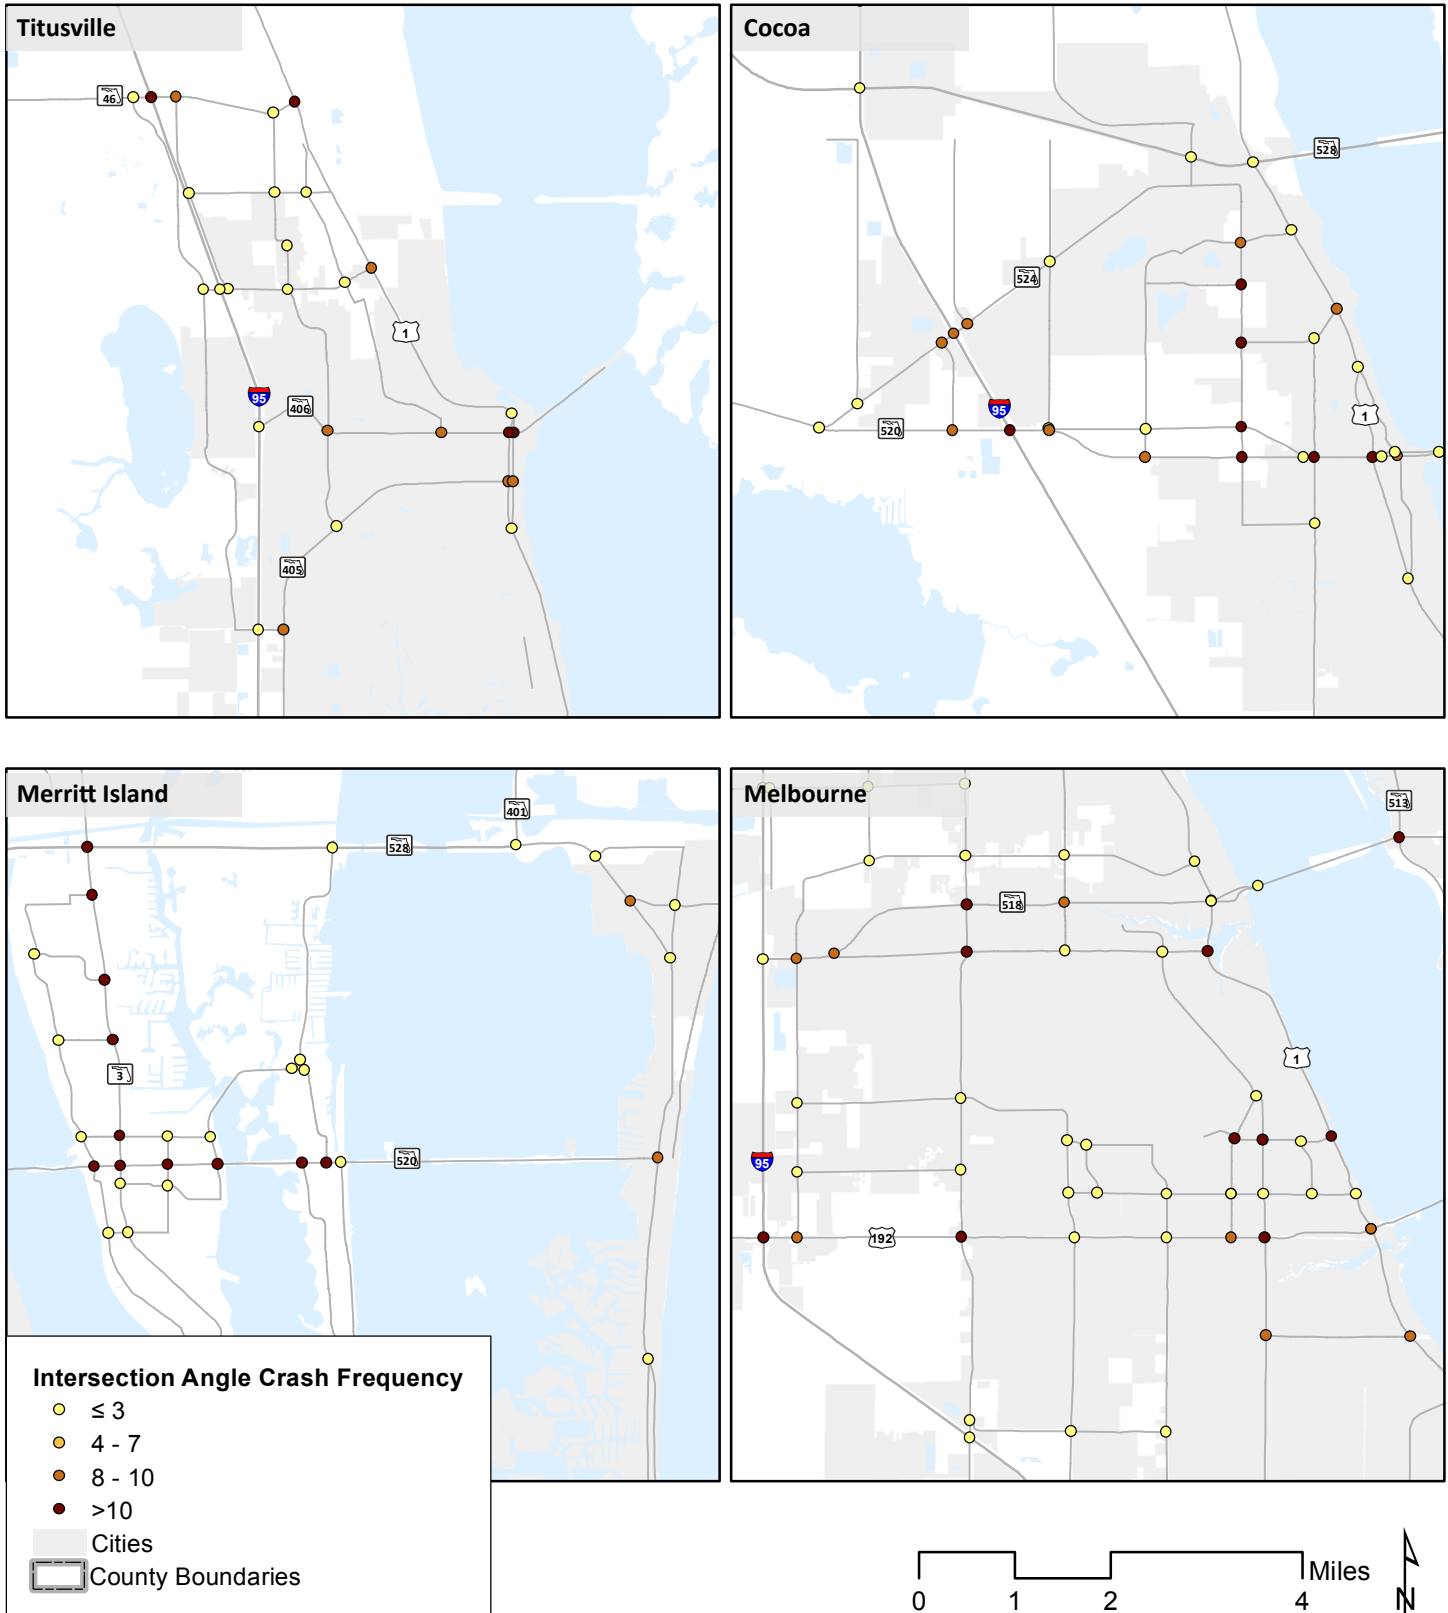 Titusville
46
1
95
406
405
Cocoa
528
524
95
520
1
Merritt Island
401
528
3
520
Melbourne
513
518
1
95
192
Intersection Angle Crash Frequency
≤ 3
4 - 7
8 - 10
>10
Cities
County Boundaries
Miles
0 1 2 4
N